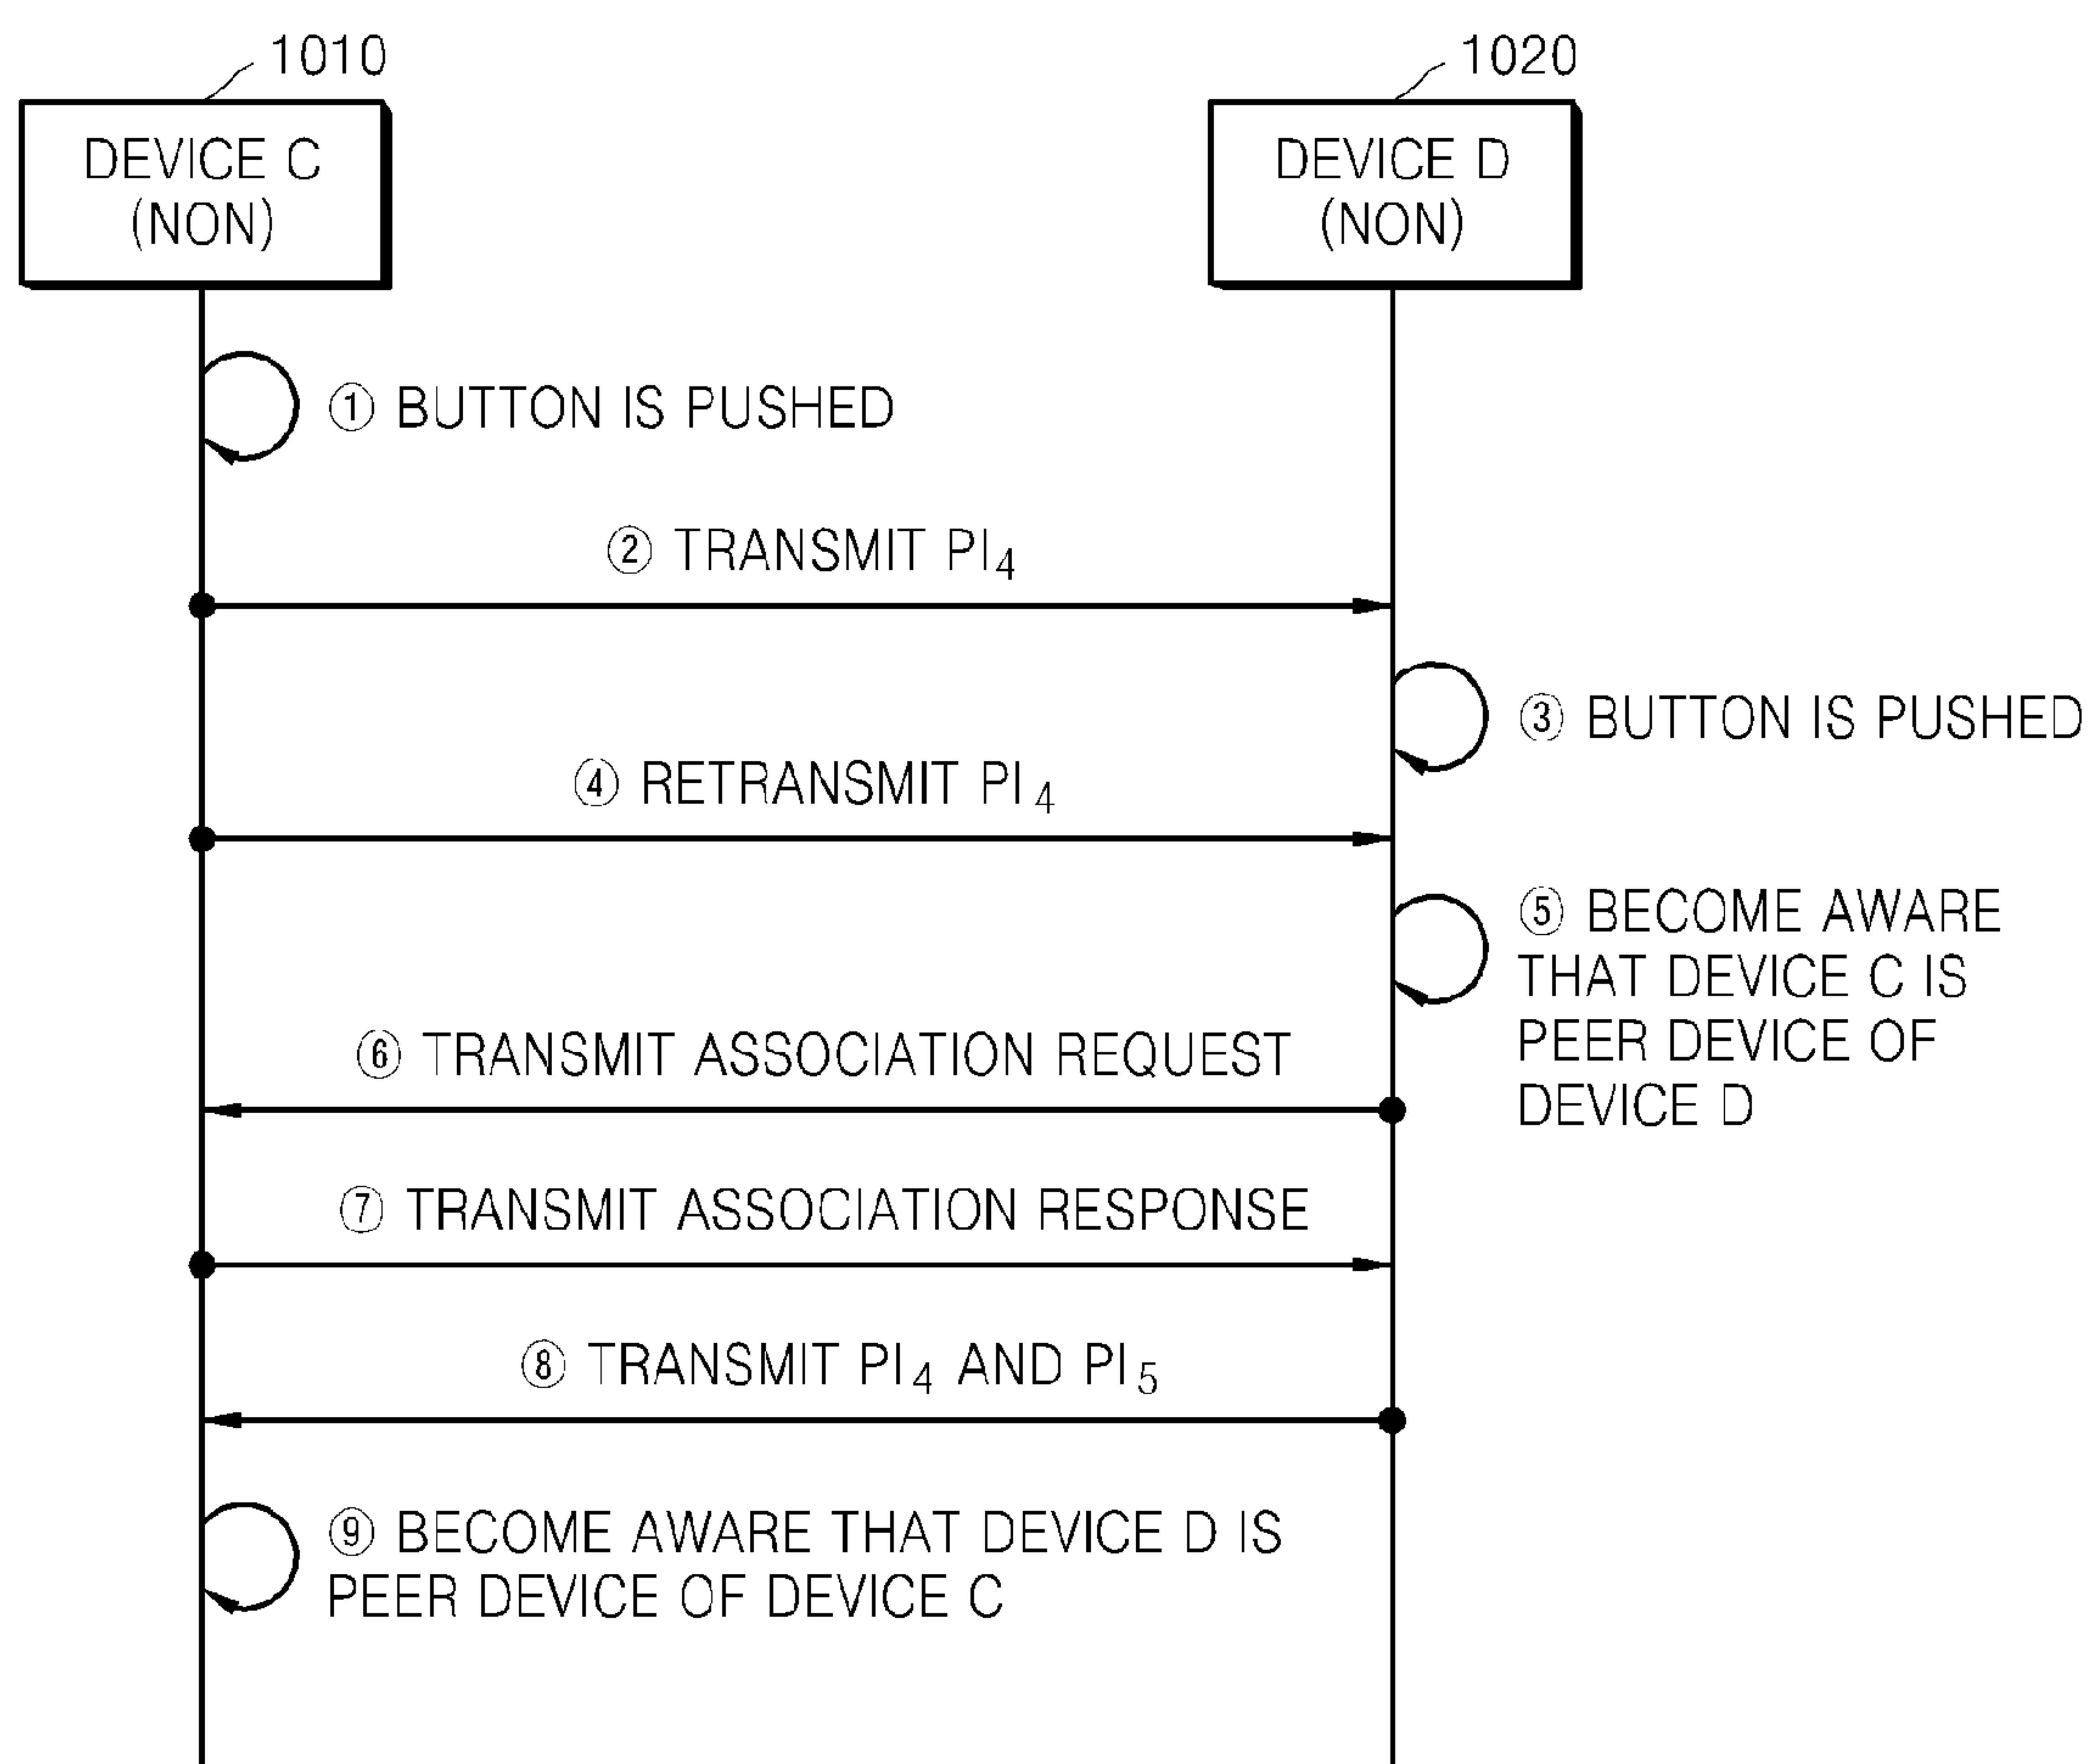 1010
1020
DEVICE C
(NON)
DEVICE D
(NON)
① BUTTON IS PUSHED
② TRANSMIT PI₄
③ BUTTON IS PUSHED
④ RETRANSMIT PI₄
⑤ BECOME AWARE
THAT DEVICE C IS
PEER DEVICE OF
DEVICE D
⑥ TRANSMIT ASSOCIATION REQUEST
⑦ TRANSMIT ASSOCIATION RESPONSE
⑧ TRANSMIT PI₄ AND PI₅
⑨ BECOME AWARE THAT DEVICE D IS
PEER DEVICE OF DEVICE C